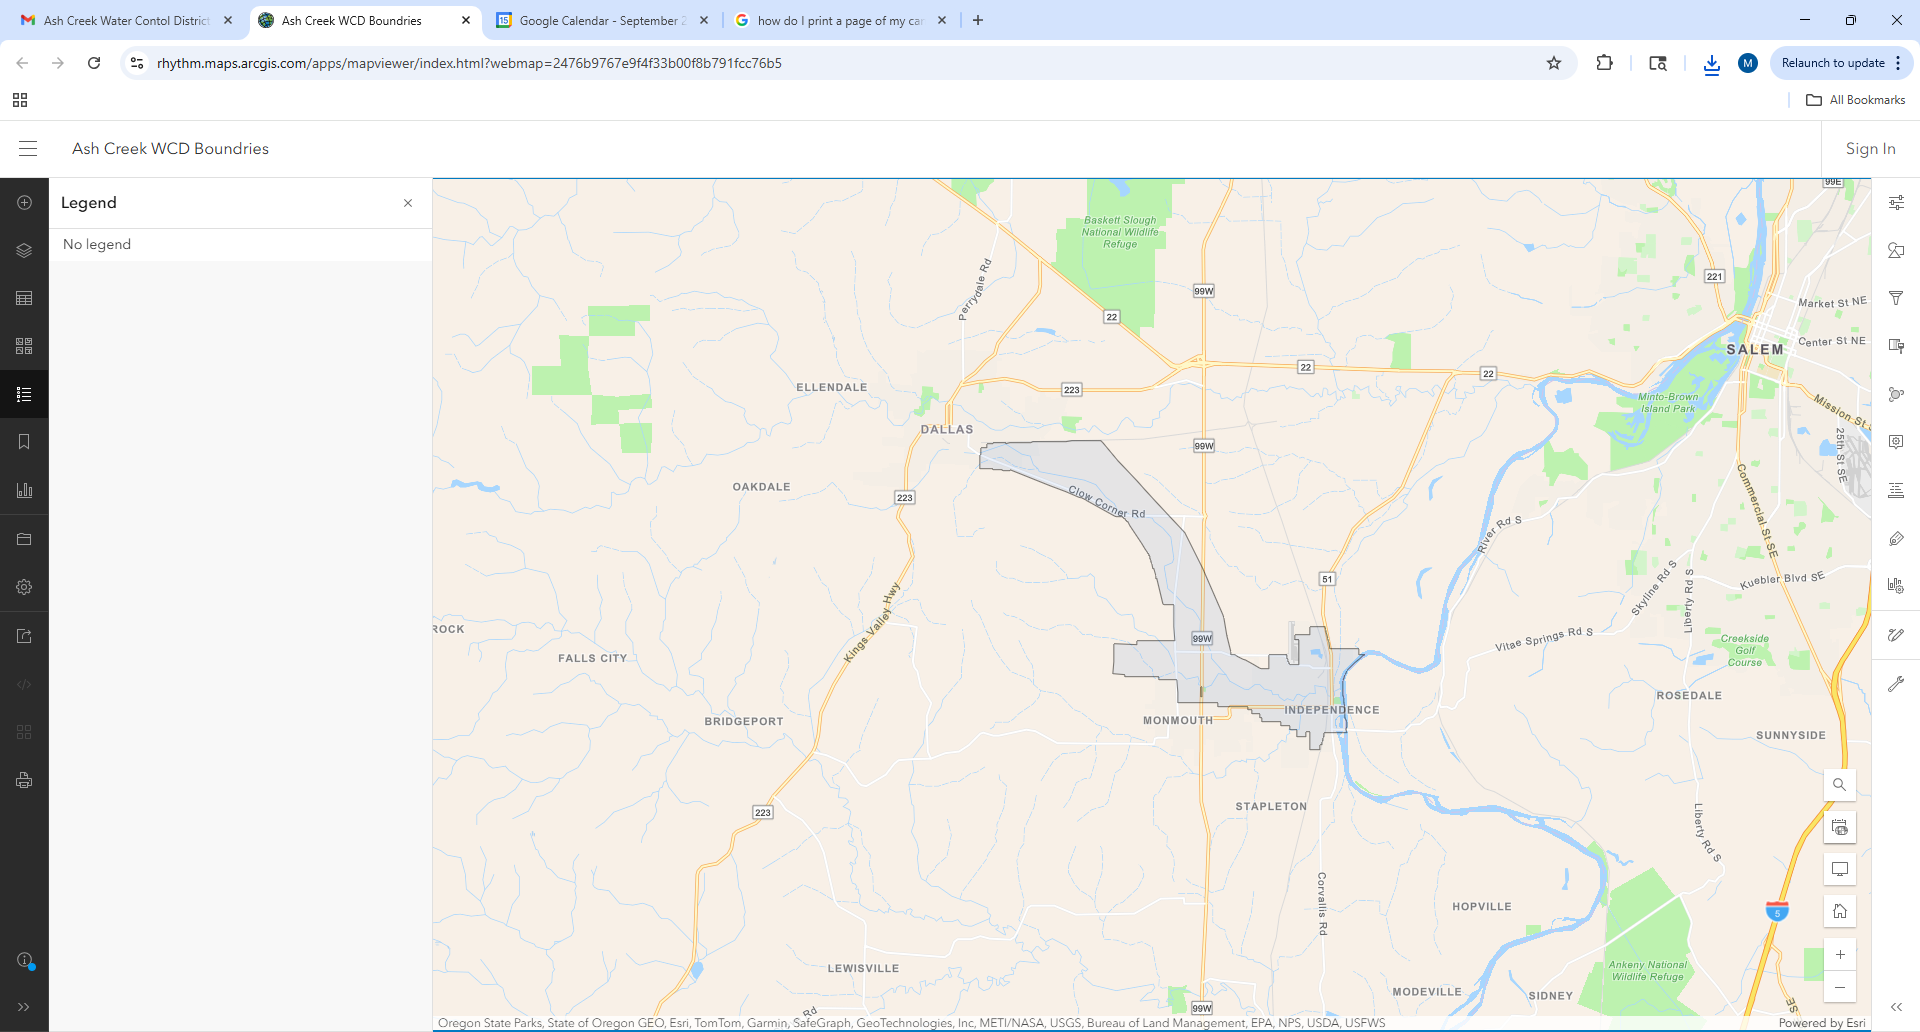 Ash Creek Water Contol District
Ash Creek WCD Boundries
15
Google Calendar - September 2
how do I print a page of my ca
rhythm.maps.arcgis.com/apps/mapviewer/index.html?webmap=2476b9767e9f4f33b00f8b791fcc76b5
M
Relaunch to update
All Bookmarks
Ash Creek WCD Boundries
Sign In
Legend
No legend
99E
Baskett Slough
National Wildlife
Refuge
Perrydale Rd
221
99W
Market St NE
22
Center St NE
SALEM
22
22
ELLENDALE
223
Minto-Brown
Island Park
Mission St
DALLAS
99W
25th St SE
OAKDALE
223
Clow Corner Rd
Commercial St SE
River Rd S
51
Kuebler Blvd SE
Skyline Rd S
Liberty Rd S
Kings Valley Hwy
ROCK
99W
Vitae Springs Rd S
Creekside
Golf
Course
FALLS CITY
ROSEDALE
INDEPENDENCE
BRIDGEPORT
MONMOUTH
SUNNYSIDE
STAPLETON
223
Liberty Rd S
Corvallis Rd
HOPVILLE
5
LEWISVILLE
Ankeny National
Wildlife Refuge
MODEVILLE
SIDNEY
99W
Rd
SE
Oregon State Parks, State of Oregon GEO, Esri, TomTom, Garmin, SafeGraph, GeoTechnologies, Inc, METI/NASA, USGS, Bureau of Land Management, EPA, NPS, USDA, USFWS
Powered by Esri